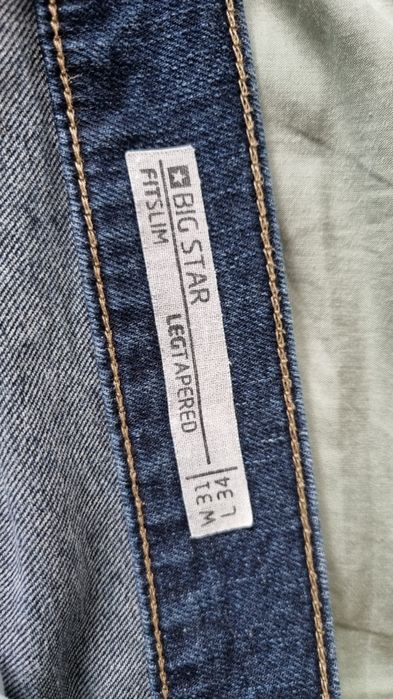 BIG STAR
FITSLIM LEGTAPERED
W31
L34